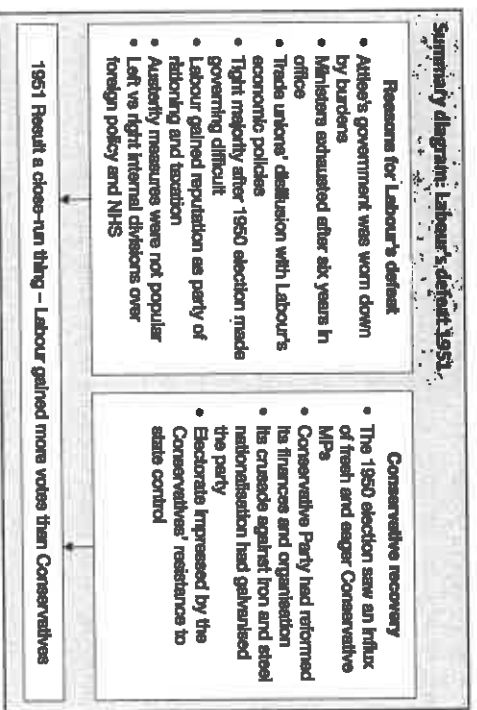 Summary diagram: Labour's defeat 1951
Reasons for Labour's defeat
• Attlee's government was worn down
by burdens
• Ministers exhausted after six years in
office
• Trade unions' disillusion with Labour's
economic policies
• Tight majority after 1950 election made
governing difficult
• Labour gained reputation as party of
rationing and taxation
• Austerity measures were not popular
• Left vs right internal divisions over
foreign policy and NHS
Conservative recovery
• The 1950 election saw an influx
of fresh and eager Conservative
MPs
• Conservative Party had reformed
its finances and organisation
• Its crusade against iron and steel
nationalisation had galvanised
the party
• Electorate impressed by the
Conservatives' resistance to
state control
1951 Result a close-run thing – Labour gained more votes than Conservatives